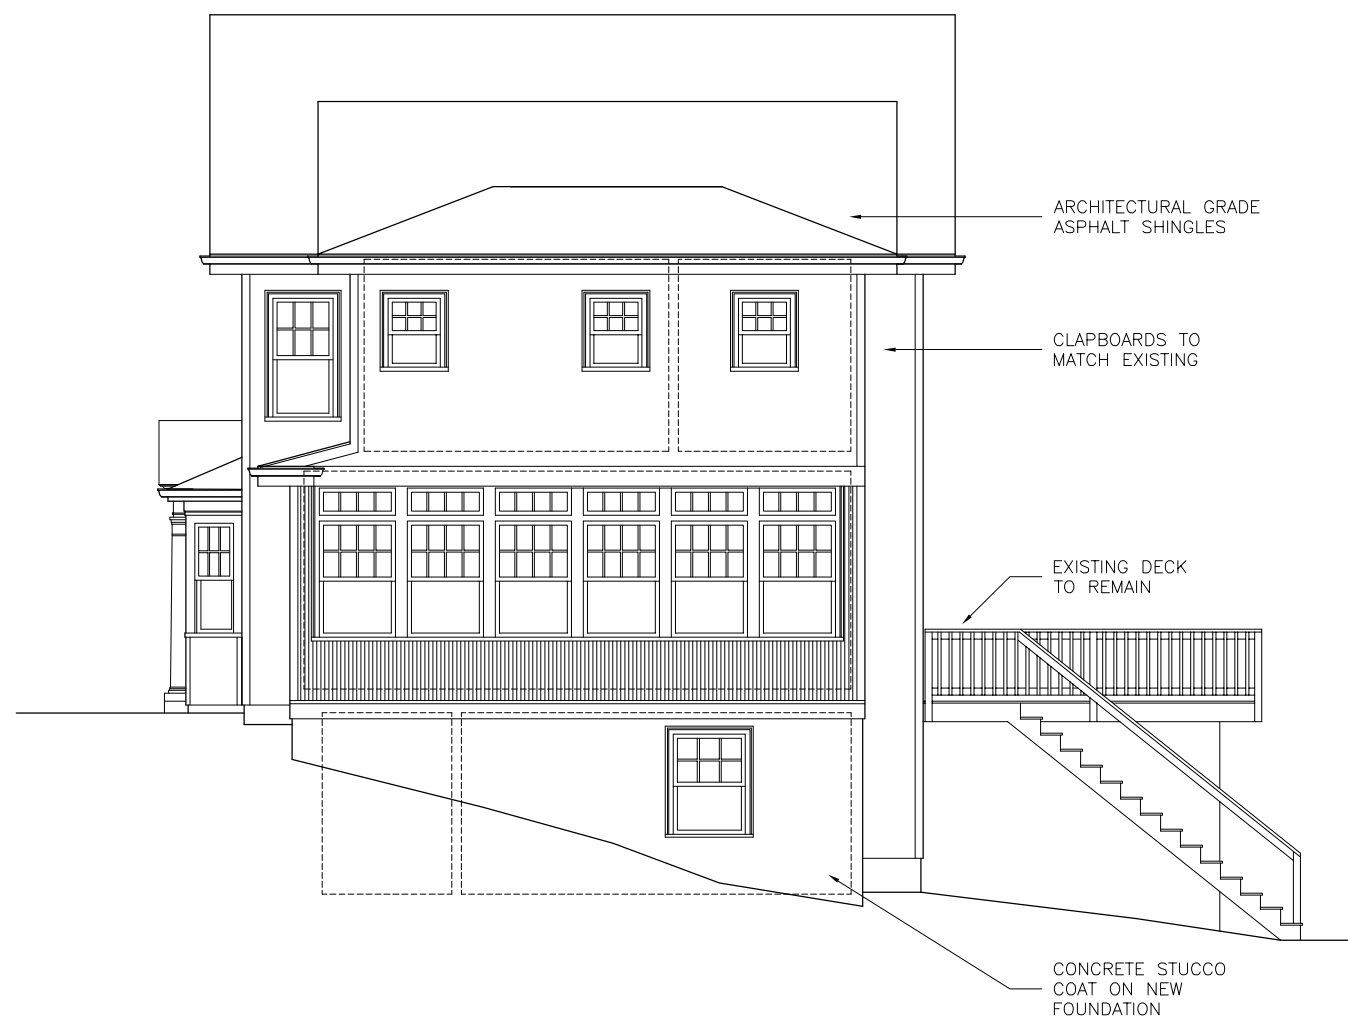 ARCHITECTURAL GRADE
ASPHALT SHINGLES
CLAPBOARDS TO
MATCH EXISTING
EXISTING DECK
TO REMAIN
CONCRETE STUCCO
COAT ON NEW
FOUNDATION